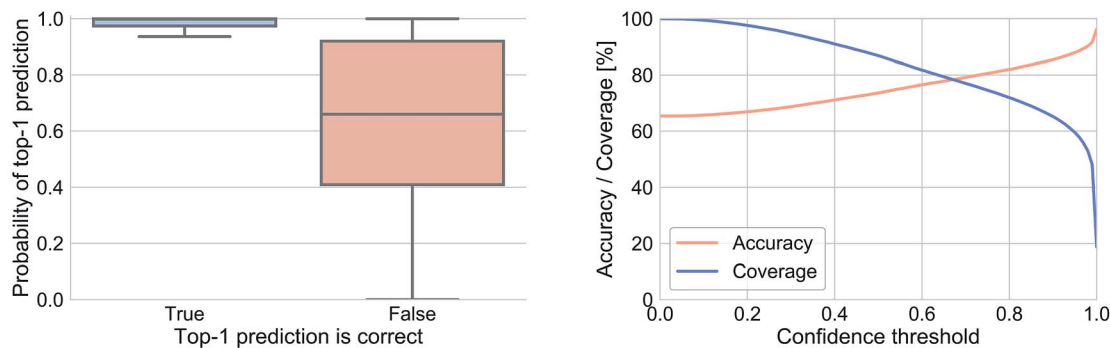 Probability of top-1 prediction
1.0
0.8
0.6
0.4
0.2
0.0
True False
Top-1 prediction is correct
Accuracy / Coverage [%]
100
80
60
40
20
0
Accuracy
Coverage
0.0 0.2 0.4 0.6 0.8 1.0
Confidence threshold